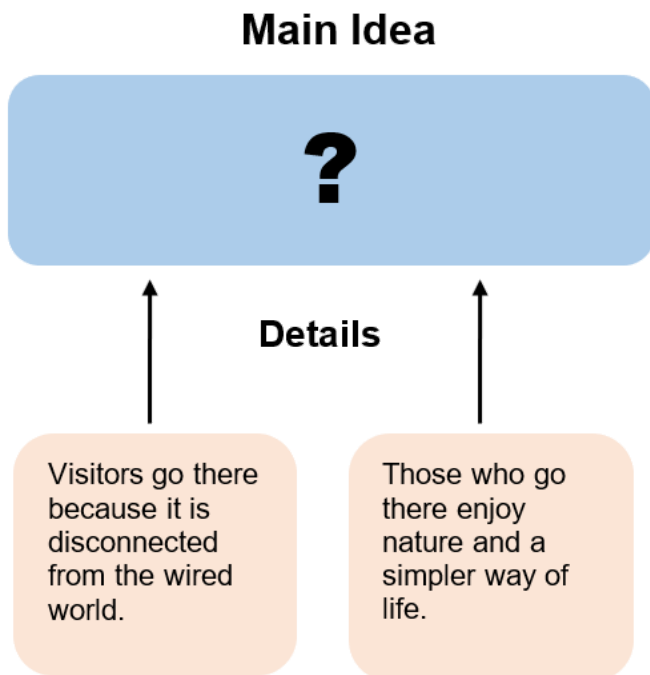 Main Idea
?
Details
Visitors go there
because it is
disconnected
from the wired
world.
Those who go
there enjoy
nature and a
simpler way of
life.